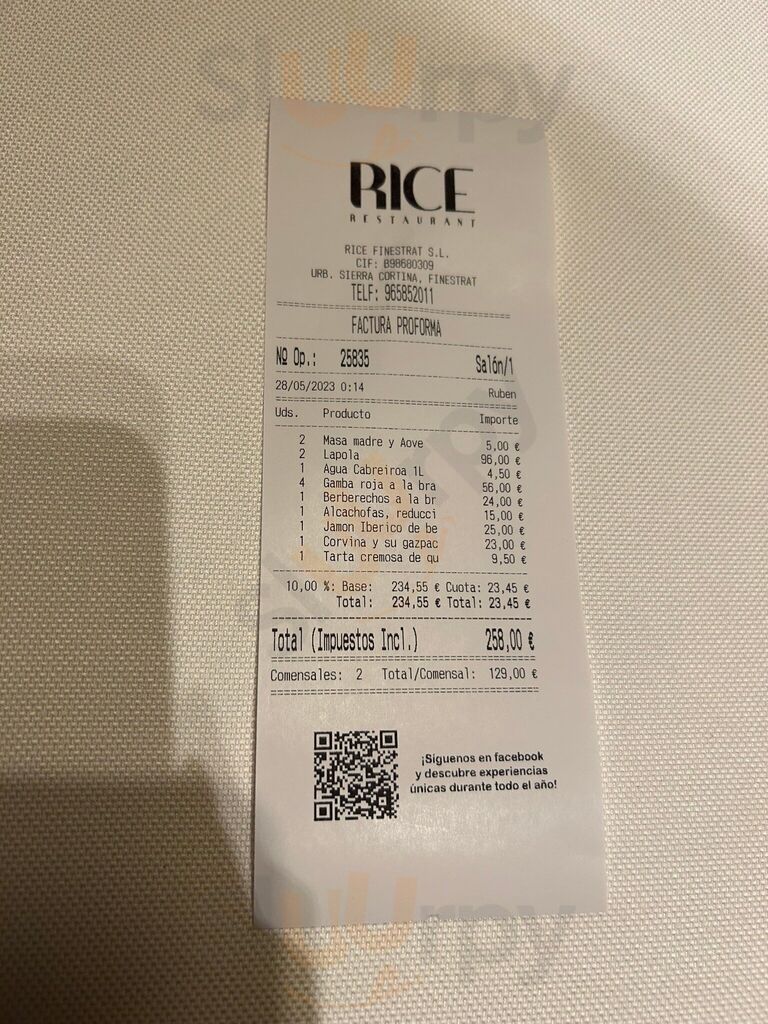 Sluurpy
RICE
RESTAURANT
RICE FINESTRAT S.L.
CIF: B98680309
URB. SIERRA CORTINA, FINESTRAT
TELF: 965852011
FACTURA PROFORMA
Nº Op.: 25835 Salón/1
28/05/2023 0:14 Ruben
Uds. Producto Importe
2 Masa madre y Aove 5,00 €
2 Lapola 96,00 €
1 Agua Cabreiroa 1L 4,50 €
4 Gamba roja a la bra 56,00 €
1 Berberechos a la br 24,00 €
1 Alcachofas, reducci 15,00 €
1 Jamon Iberico de be 25,00 €
1 Corvina y su gazpac 23,00 €
1 Tarta cremosa de qu 9,50 €
10,00 %: Base: 234,55 € Cuota: 23,45 €
Total: 234,55 € Total: 23,45 €
Total (Impuestos Incl.) 258,00 €
Comensales: 2 Total/Comensal: 129,00 €
¡Síguenos en facebook
y descubre experiencias
únicas durante todo el año!
Sluurpy